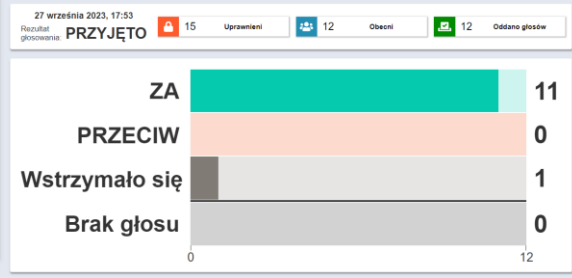 27 września 2023, 17:53
Rezultat głosowania: PRZYJĘTO
15 Uprawnieni
12 Obecni
12 Oddano głosów
ZA 11
PRZECIW 0
Wstrzymało się 1
Brak głosu 0
0 12